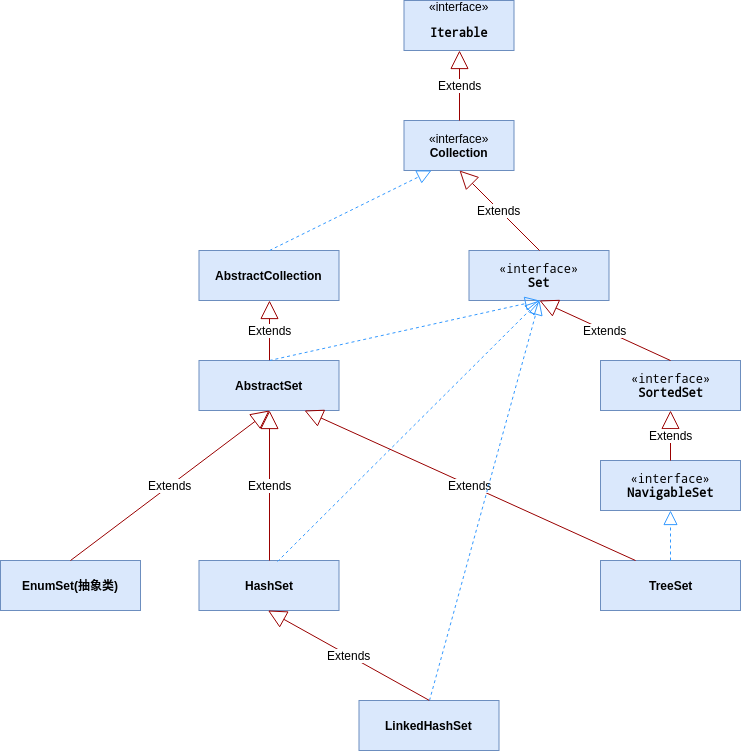 «interface»
Iterable
Extends
«interface»
Collection
Extends
AbstractCollection
«interface»
Set
Extends
Extends
AbstractSet
«interface»
SortedSet
Extends
«interface»
NavigableSet
Extends
Extends
Extends
EnumSet(抽象类)
HashSet
TreeSet
Extends
LinkedHashSet